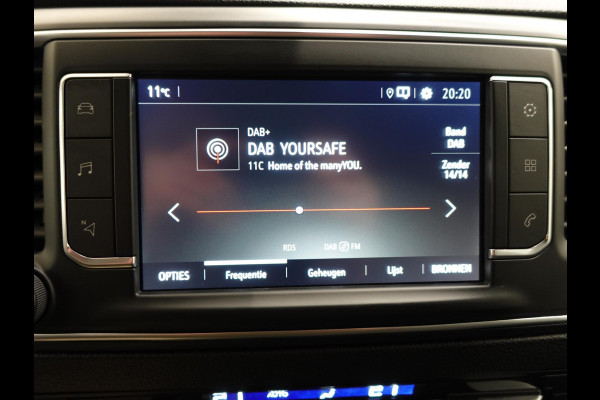 11°C
20:20
DAB+
DAB YOURSAFE
11C Home of the manyYOU.
Band
DAB
Zender
14/14
N
RDS DAB FM
OPTIES Frequentie Geheugen Lijst BRONNEN
AUTO